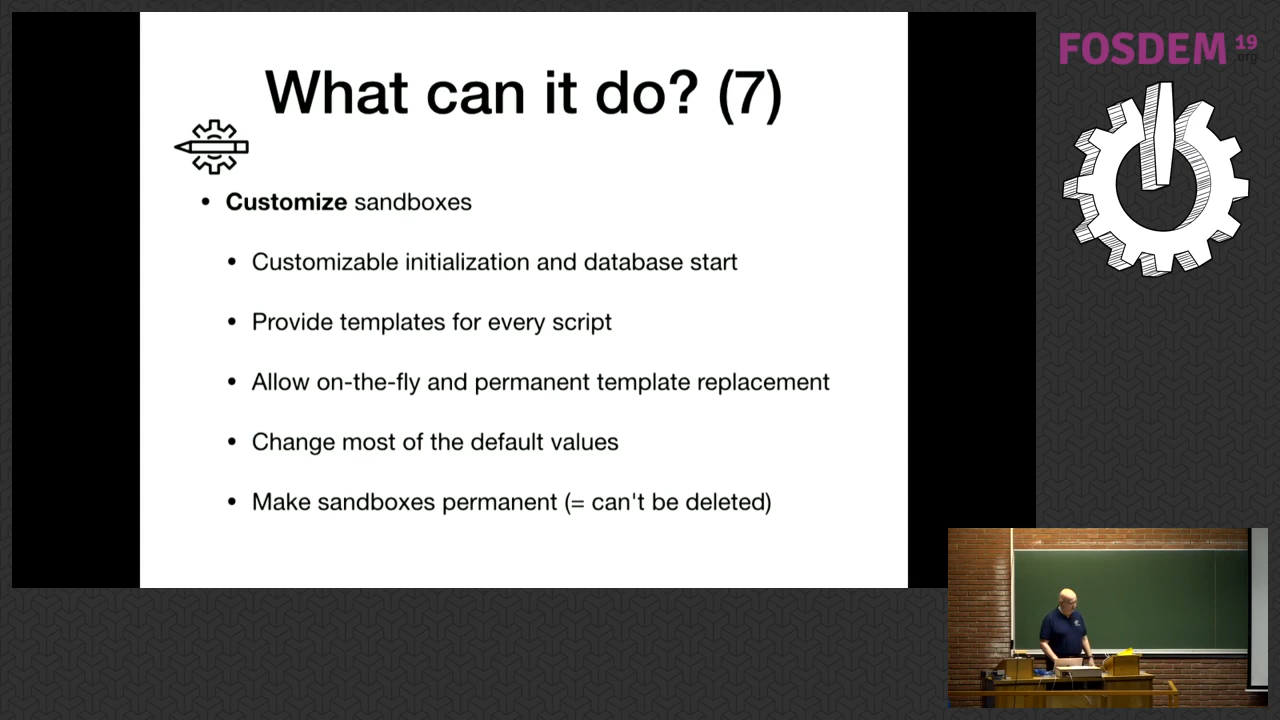 What can it do? (7)
• Customize sandboxes
• Customizable initialization and database start
• Provide templates for every script
• Allow on-the-fly and permanent template replacement
• Change most of the default values
• Make sandboxes permanent (= can't be deleted)
FOSDEM 19
.org